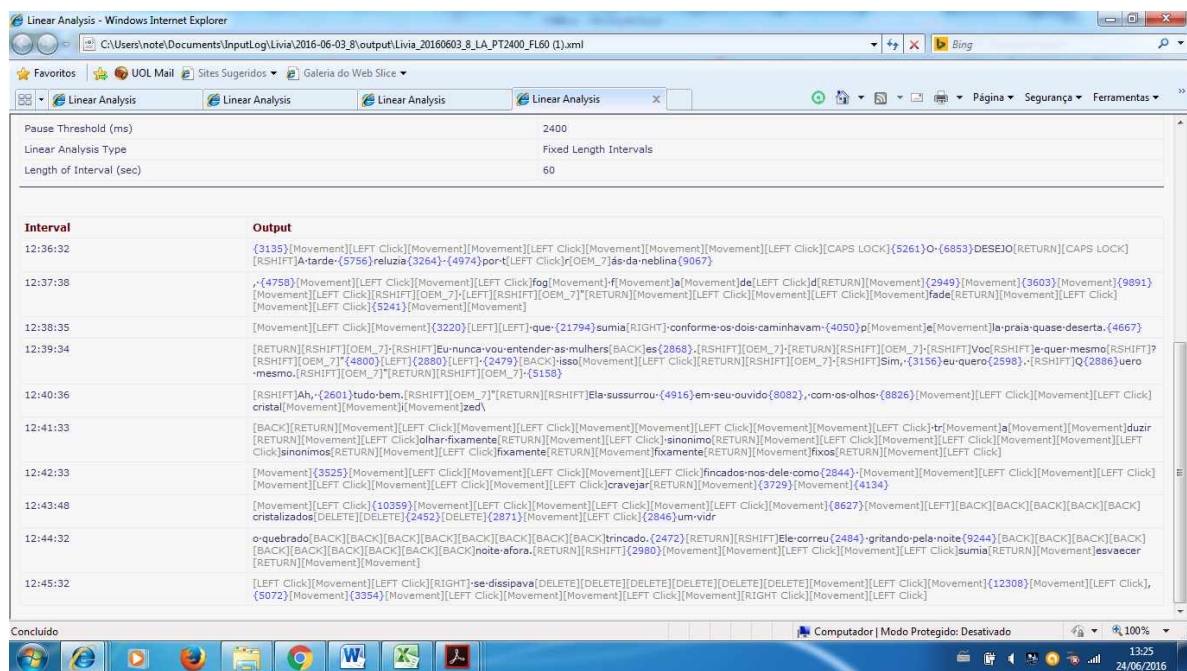 Linear Analysis - Windows Internet Explorer
C:\Users\note\Documents\InputLog\Livia\2016-06-03_8\output\Livia_20160603_8_LA_PT2400_FL60 (1).xml
Bing
Favoritos UOL Mail Sites Sugeridos Galeria do Web Slice
Linear Analysis Linear Analysis Linear Analysis Linear Analysis Página Segurança Ferramentas
Pause Threshold (ms) 2400
Linear Analysis Type Fixed Length Intervals
Length of Interval (sec) 60
Interval Output
12:36:32 {3135}[Movement][LEFT Click][Movement][Movement][LEFT Click][Movement][Movement][Movement][LEFT Click][CAPS LOCK]{5261}O·{6853}DESEJO[RETURN][CAPS LOCK]
[RSHIFT]A·tarde·{5756}reluzia{3264}·{4974}por·t[LEFT Click]r[OEM_7]ás·da·neblina{9067}
12:37:38 ,·{4758}[Movement][LEFT Click][Movement][LEFT Click]fog[Movement]·f[Movement]a[Movement]de[LEFT Click]d[RETURN][Movement]{2949}[Movement]{3603}[Movement]{9891}
[Movement][LEFT Click][RSHIFT][OEM_7]·[LEFT][RSHIFT][OEM_7]"[RETURN][Movement][LEFT Click][Movement][Movement][LEFT Click][Movement]fade[RETURN][Movement][LEFT Click]
[Movement][LEFT Click]{5241}[Movement][Movement]
12:38:35 [Movement][LEFT Click][Movement]{3220}[LEFT][LEFT]·que·{21794}sumia[RIGHT]·conforme·os·dois·caminhavam·{4050}p[Movement]e[Movement]la·praia·quase·deserta.{4667}
12:39:34 [RETURN][RSHIFT][OEM_7]·[RSHIFT]Eu·nunca·vou·entender·as·mulhers[BACK]es{2868}.[RSHIFT][OEM_7]·[RETURN][RSHIFT][OEM_7]·[RSHIFT]Voc[RSHIFT]e·quer·mesmo[RSHIFT]?
[RSHIFT][OEM_7]"{4800}[LEFT]{2880}[LEFT]·{2479}[BACK]·isso[Movement][LEFT Click][RETURN][RSHIFT][OEM_7]·[RSHIFT]Sim,·{3156}eu·quero{2598}.·[RSHIFT]Q{2886}uero
·mesmo.[RSHIFT][OEM_7]"[RETURN][RSHIFT][OEM_7]·{5158}
12:40:36 [RSHIFT]Ah,·{2601}tudo·bem.[RSHIFT][OEM_7]"[RETURN][RSHIFT]Ela·sussurrou·{4916}em·seu·ouvido{8082},·com·os·olhos·{8826}[Movement][LEFT Click][Movement][LEFT Click]
cristal[Movement][Movement]i[Movement]zed\
12:41:33 [BACK][RETURN][Movement][LEFT Click][Movement][LEFT Click][Movement][LEFT Click][Movement][LEFT Click][Movement][Movement][LEFT Click]·tr[Movement]a[Movement][Movement]duzir
[RETURN][Movement][LEFT Click]olhar·fixamente[RETURN][Movement][LEFT Click]·sinonimo[RETURN][Movement][LEFT Click][Movement][LEFT Click][Movement][Movement][LEFT
Click]sinonimos[RETURN][Movement][LEFT Click]fixamente[RETURN][Movement]fixamente[RETURN][Movement]fixos[RETURN][Movement][LEFT Click]
12:42:33 [Movement]{3525}[Movement][LEFT Click][Movement][LEFT Click][Movement][LEFT Click]fincados·nos·dele·como{2844}·[Movement][LEFT Click][Movement][LEFT Click]
[Movement][LEFT Click][Movement][LEFT Click][Movement][LEFT Click]cravejar[RETURN][Movement]{3729}[Movement]{4134}
12:43:48 [Movement][LEFT Click]{10359}[Movement][LEFT Click][Movement][LEFT Click][Movement]{8627}[Movement][LEFT][BACK][BACK][BACK][BACK][BACK]
cristalizados[DELETE][DELETE]{2452}[DELETE]{2871}[Movement][LEFT Click]{2846}um·vidr
12:44:32 o·quebrado[BACK][BACK][BACK][BACK][BACK][BACK][BACK][BACK]trincado.{2472}[RETURN][RSHIFT]Ele·correu{2484}·gritando·pela·noite{9244}[BACK][BACK][BACK][BACK]
[BACK][BACK][BACK][BACK][BACK][BACK]noite·afora.[RETURN][RSHIFT]{2980}[Movement][Movement][LEFT Click][Movement][LEFT Click]sumia[RETURN][Movement]esvaecer
[RETURN][Movement][Movement]
12:45:32 [LEFT Click][Movement][LEFT Click][RIGHT]·se·dissipava[DELETE][DELETE][DELETE][DELETE][DELETE][DELETE][Movement][LEFT Click][Movement]{12308}[Movement][LEFT Click],
{5072}[Movement]{3354}[Movement][LEFT Click][Movement][Movement][LEFT Click][Movement][RIGHT Click][Movement][LEFT Click]
Concluído Computador | Modo Protegido: Desativado 100%
13:25
24/06/2016